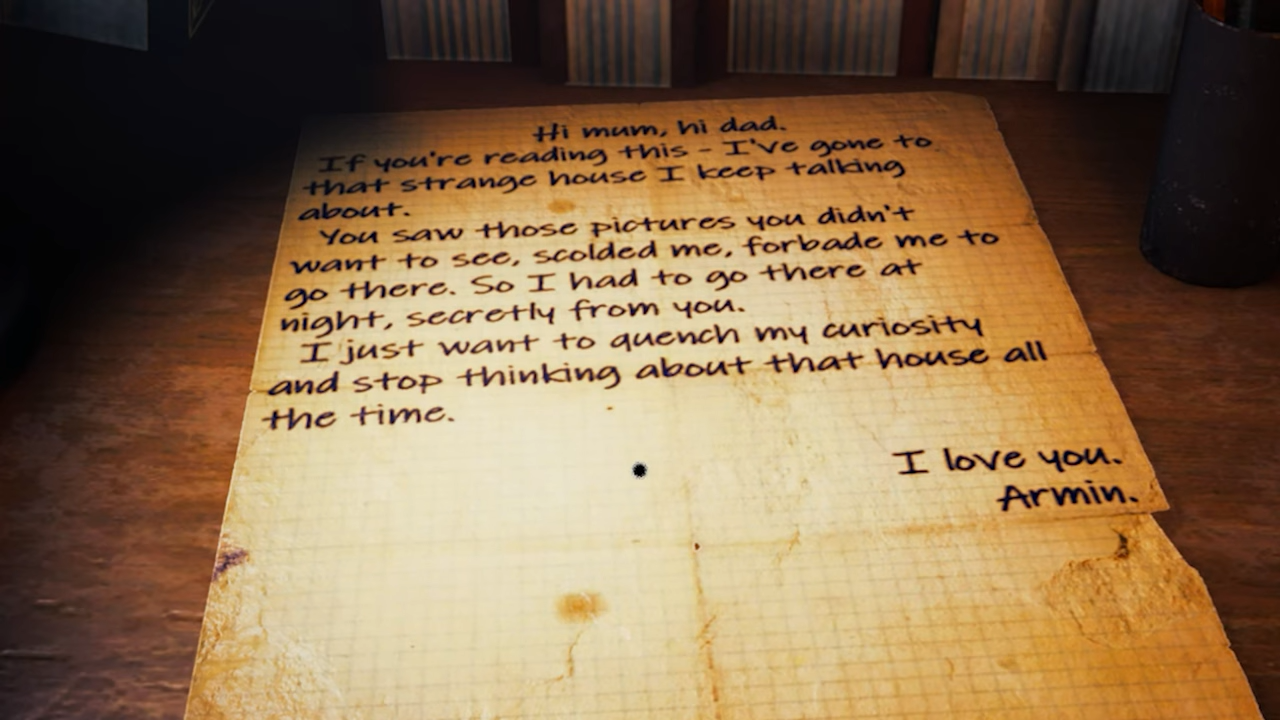 Hi mum, hi dad.
If you're reading this - I've gone to
that strange house I keep talking
about.
You saw those pictures you didn't
want to see, scolded me, forbade me to
go there. So I had to go there at
night, secretly from you.
I just want to quench my curiosity
and stop thinking about that house all
the time.
I love you.
Armin.